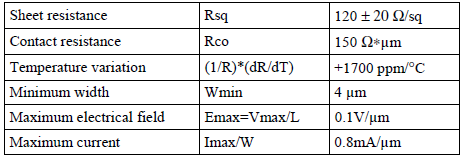 Sheet resistance Rsq 120 ± 20 Ω/sq
Contact resistance Rco 150 Ω*μm
Temperature variation (1/R)*(dR/dT) +1700 ppm/°C
Minimum width Wmin 4 μm
Maximum electrical field Emax=Vmax/L 0.1V/μm
Maximum current Imax/W 0.8mA/μm